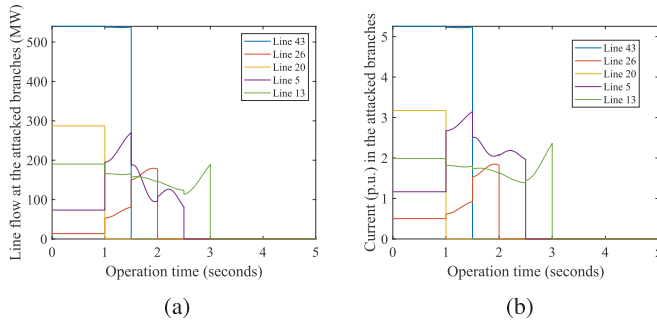 Line flow at the attacked branches (MW)
500
400
300
200
100
0
Line 43
Line 26
Line 20
Line 5
Line 13
0 1 2 3 4 5
Operation time (seconds)
(a)
Current (p.u.) in the attacked branches
5
4
3
2
1
0
Line 43
Line 26
Line 20
Line 5
Line 13
0 1 2 3 4 5
Operation time (seconds)
(b)